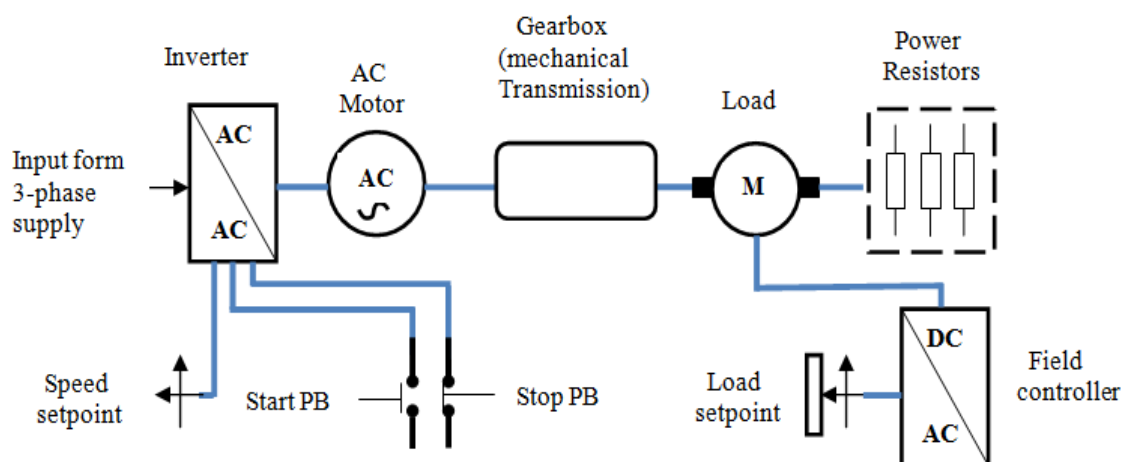 Inverter
AC
Motor
Gearbox
(mechanical
Transmission)
Load
Power
Resistors
Input form
3-phase
supply
AC
AC
AC
M
Speed
setpoint
Start PB
Stop PB
Load
setpoint
DC
AC
Field
controller